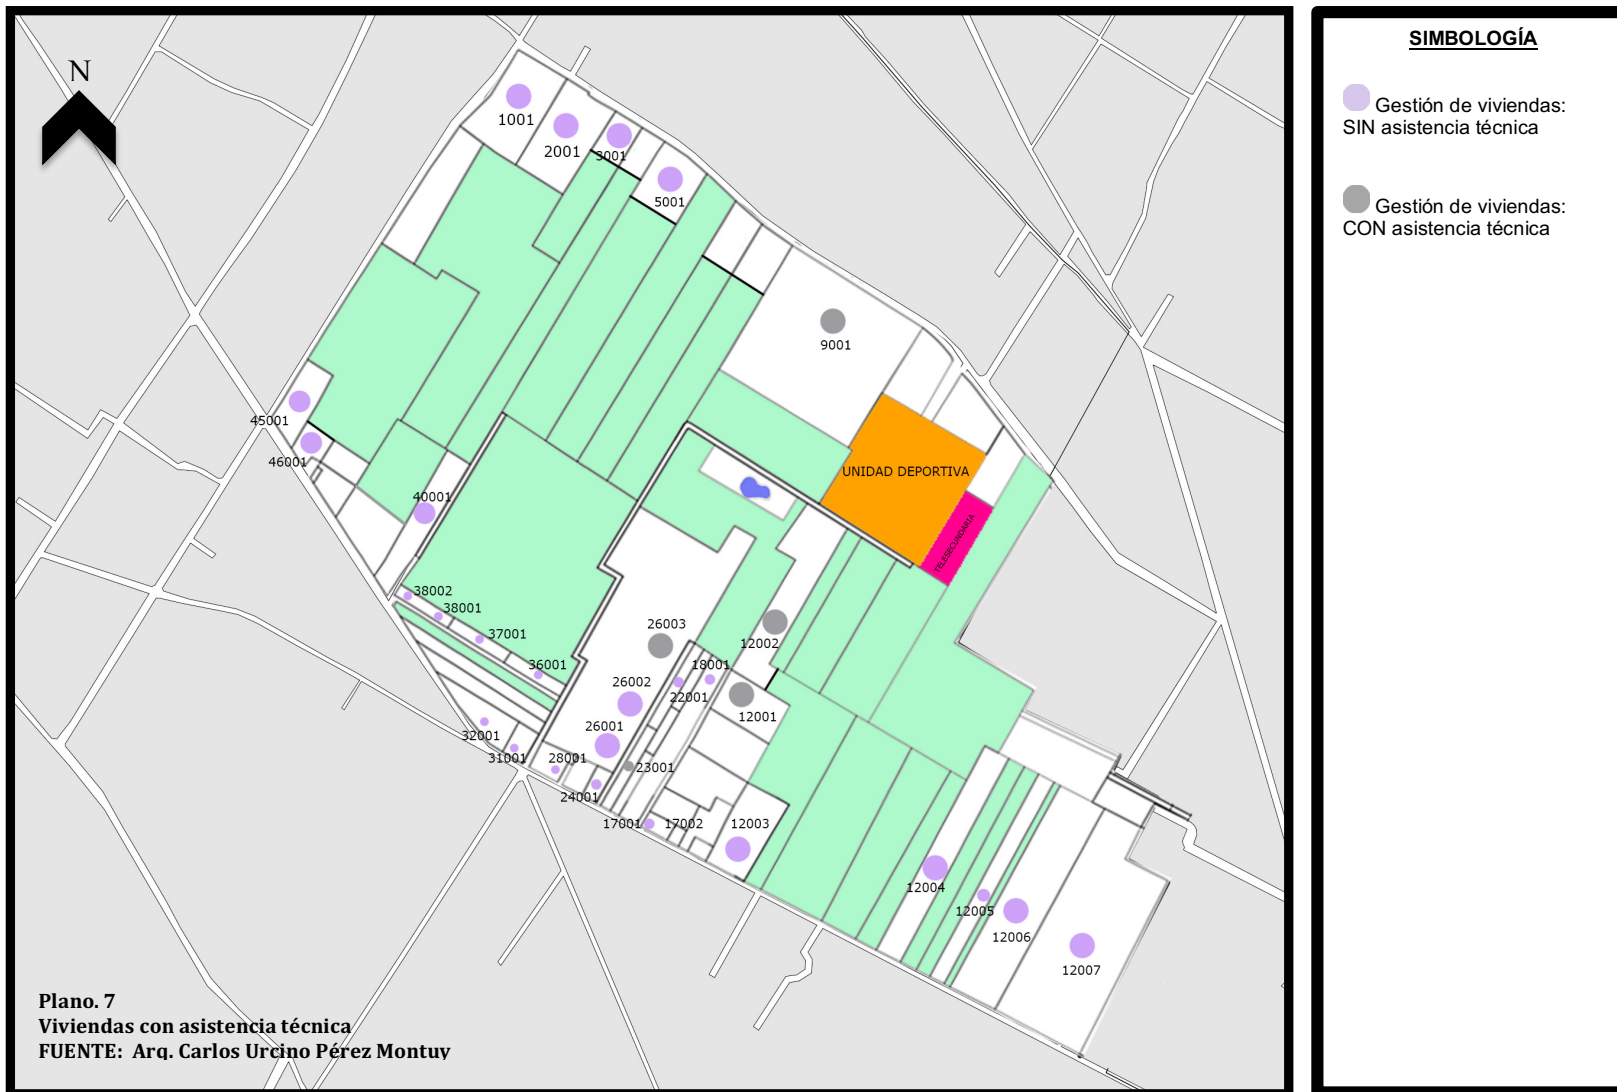 N
1001
2001
3001
5001
9001
45001
46001
40001
UNIDAD DEPORTIVA
TELESECUNDARIA
38002
38001
37001
36001
26003
12002
18001
26002
22001
12001
26001
32001
31001
28001
23001
24001
17001
17002
12003
12004
12005
12006
12007
Plano. 7
Viviendas con asistencia técnica
FUENTE: Arq. Carlos Urcino Pérez Montuy
SIMBOLOGÍA
Gestión de viviendas:
SIN asistencia técnica
Gestión de viviendas:
CON asistencia técnica